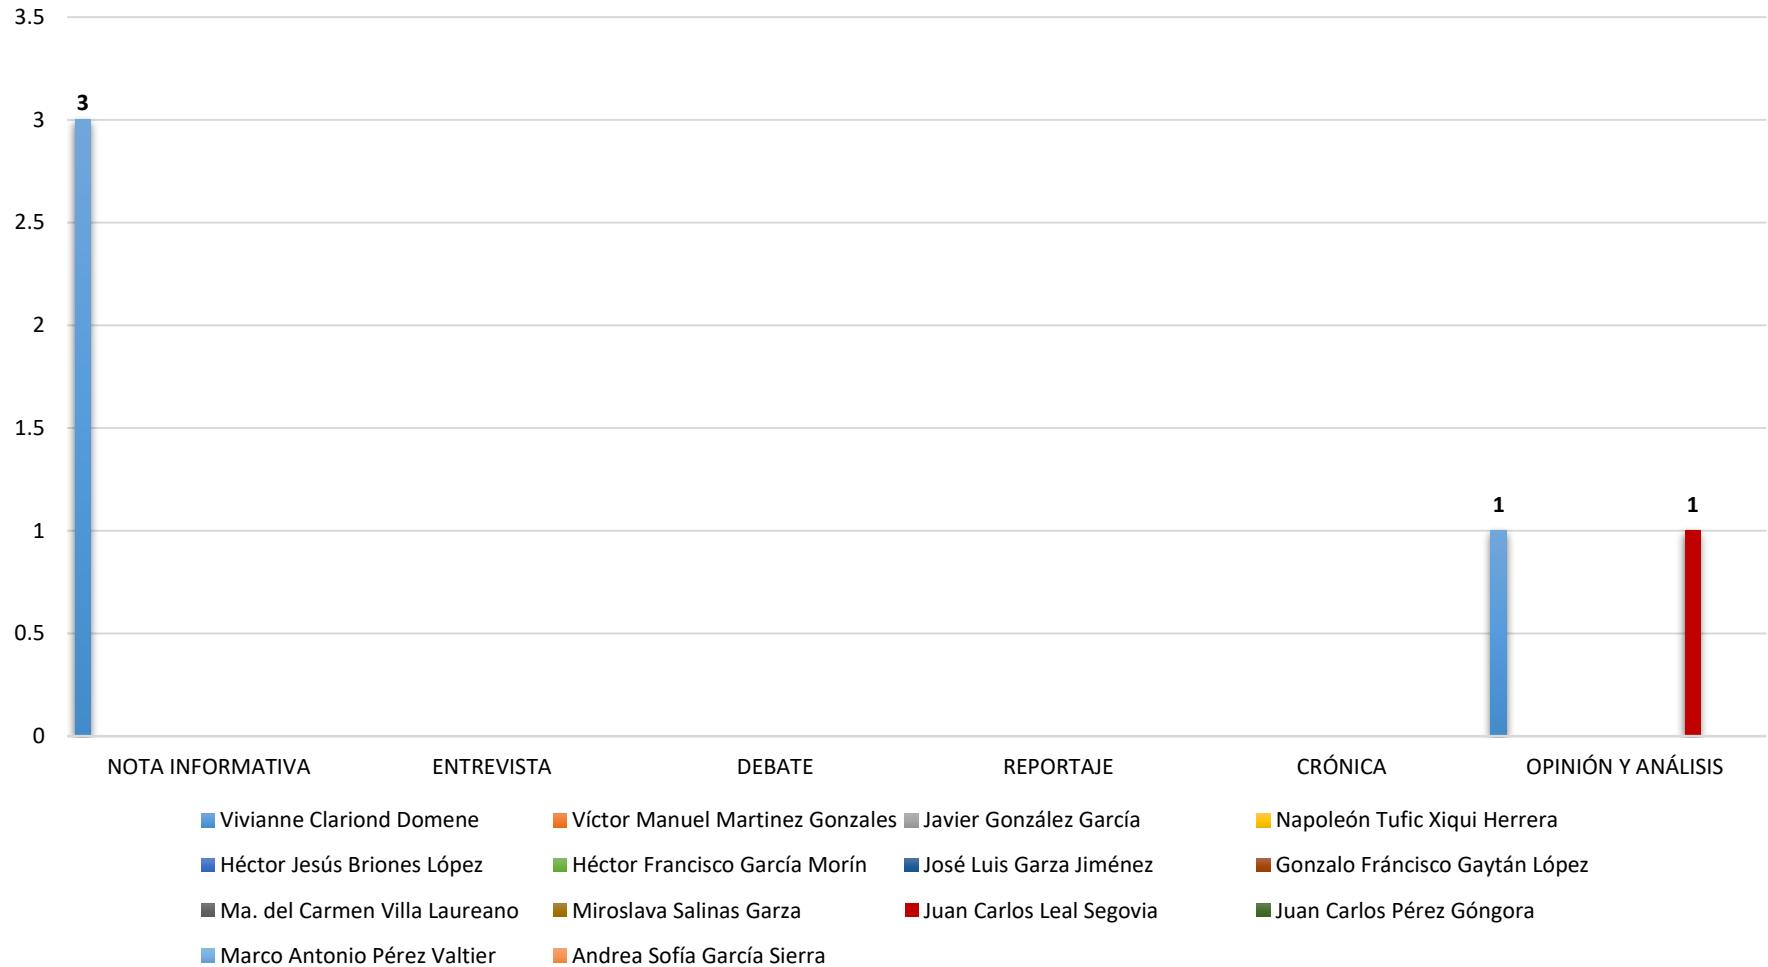 3.5
3
3
2.5
2
1.5
1
1
1
0.5
0
NOTA INFORMATIVA ENTREVISTA DEBATE REPORTAJE CRÓNICA OPINIÓN Y ANÁLISIS
Vivianne Clariond Domene Víctor Manuel Martinez Gonzales Javier González García Napoleón Tufic Xiqui Herrera
Héctor Jesús Briones López Héctor Francisco García Morín José Luis Garza Jiménez Gonzalo Fráncisco Gaytán López
Ma. del Carmen Villa Laureano Miroslava Salinas Garza Juan Carlos Leal Segovia Juan Carlos Pérez Góngora
Marco Antonio Pérez Valtier Andrea Sofía García Sierra